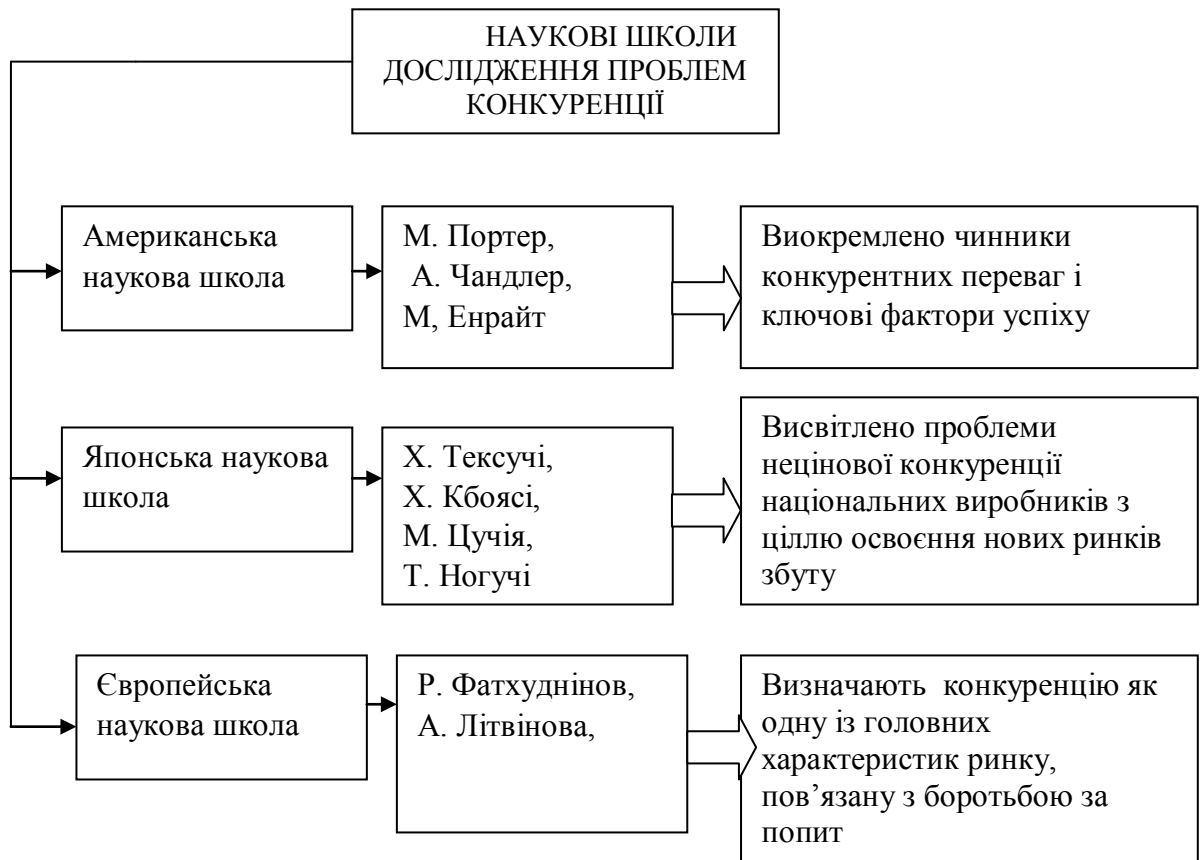 НАУКОВІ ШКОЛИ
ДОСЛІДЖЕННЯ ПРОБЛЕМ
КОНКУРЕНЦІЇ
Американська
наукова школа
М. Портер,
А. Чандлер,
М, Енрайт
Виокремлено чинники
конкурентних переваг і
ключові фактори успіху
Японська наукова
школа
Х. Тексучі,
Х. Кбоясі,
М. Цучія,
Т. Ногучі
Висвітлено проблеми
нецінової конкуренції
національних виробників з
ціллю освоєння нових ринків
збуту
Європейська
наукова школа
Р. Фатхуднінов,
А. Літвінова,
Визначають конкуренцію як
одну із головних
характеристик ринку,
пов’язану з боротьбою за
попит